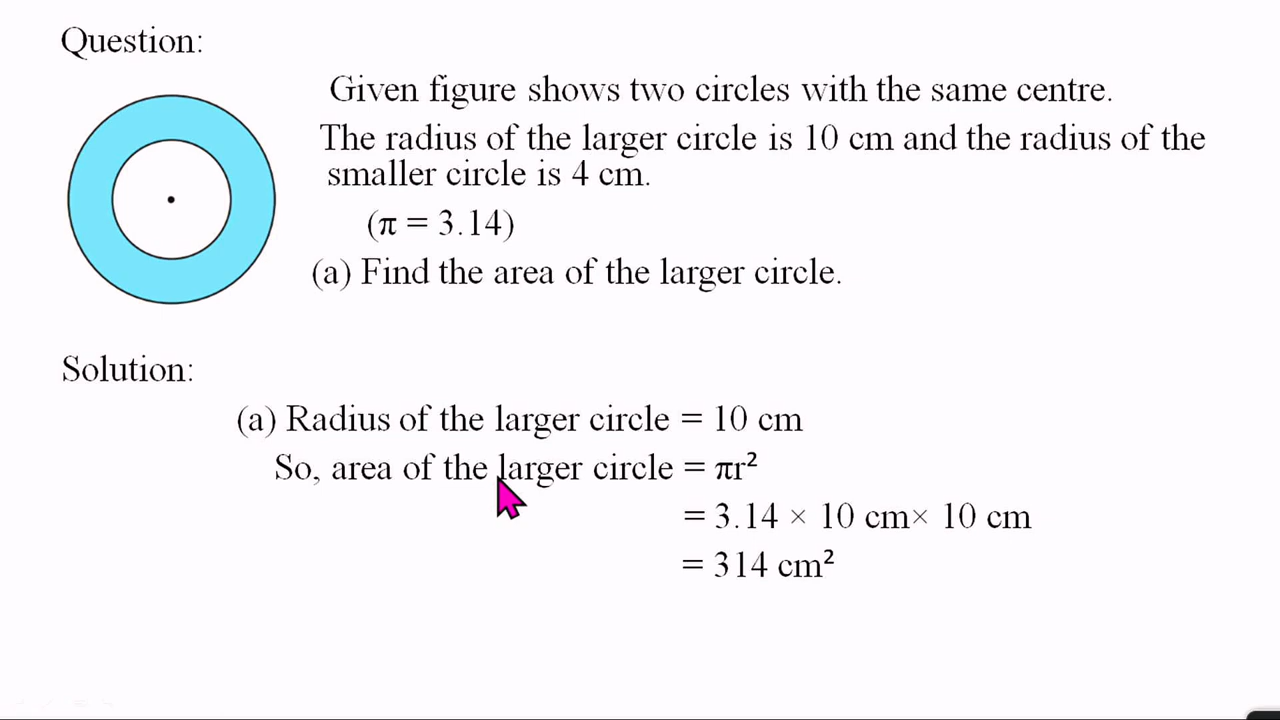 Question:
Given figure shows two circles with the same centre.
The radius of the larger circle is 10 cm and the radius of the
smaller circle is 4 cm.
(π = 3.14)
(a) Find the area of the larger circle.
Solution:
(a) Radius of the larger circle = 10 cm
So, area of the larger circle = πr²
= 3.14 × 10 cm× 10 cm
= 314 cm²